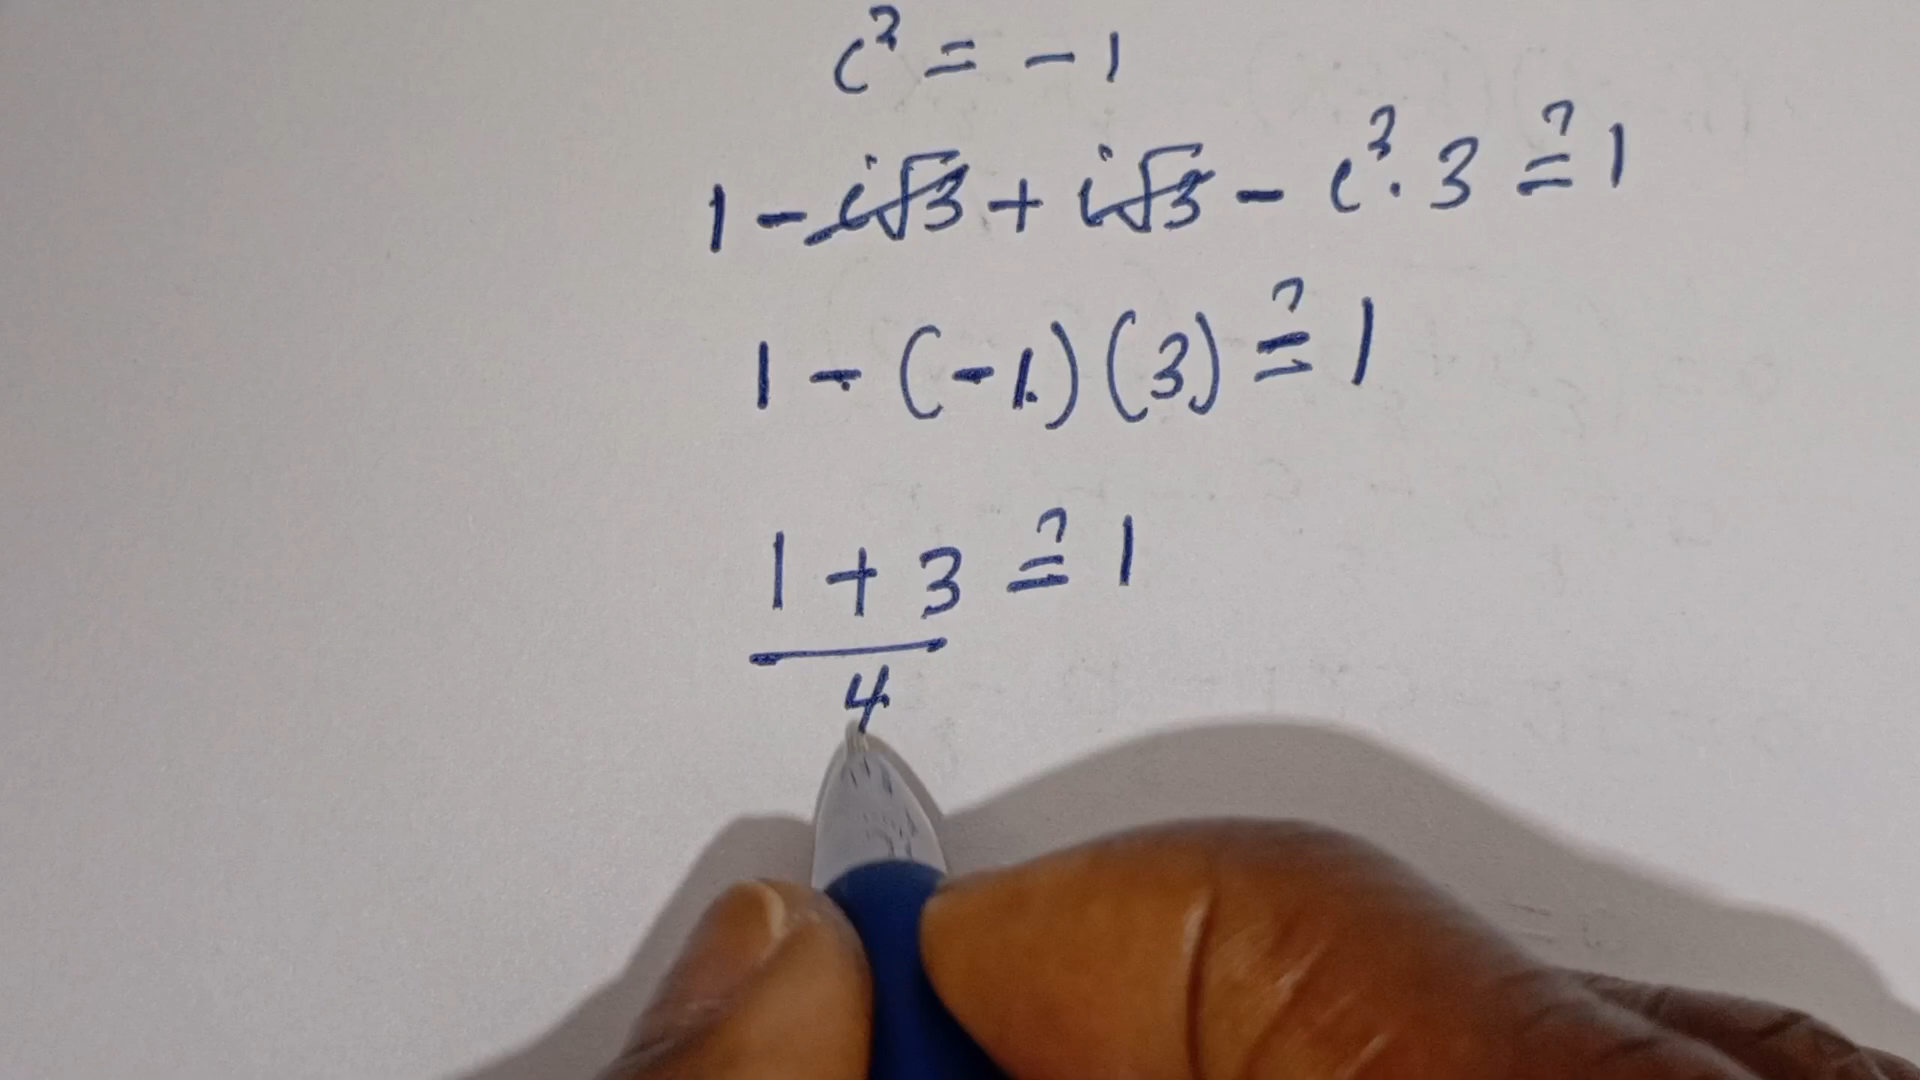 i² = -1
1 - i√3 + i√3 - i² · 3 ≟ 1
1 - (-1)(3) ≟ 1
1 + 3 ≟ 1
4